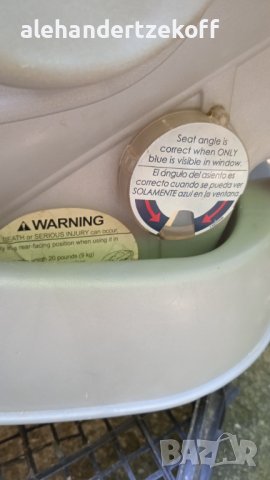 alehandertzekoff
Seat angle is
correct when ONLY
blue is visible in window.
El ángulo del asiento es
correcto cuando se pueda ver
SOLAMENTE azul en la ventana.
WARNING
DEATH or SERIOUS INJURY can occur.
rear-facing position when using it in
20 pounds (9 kg)
BAZAR